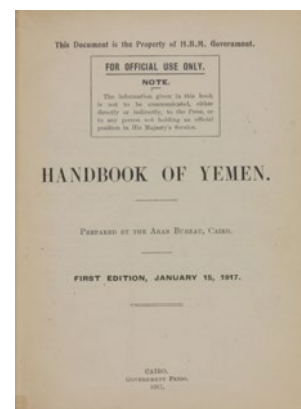 This Document is the Property of H.B.M. Government.
FOR OFFICIAL USE ONLY.
NOTE.
The information given in this book
is not to be communicated, either
directly or indirectly, to the Press, or
to any person not holding an official
position in His Majesty's Service.
HANDBOOK OF YEMEN.
PREPARED BY THE ARAB BUREAU, CAIRO.
FIRST EDITION, JANUARY 15, 1917.
CAIRO.
GOVERNMENT PRESS.
1917.